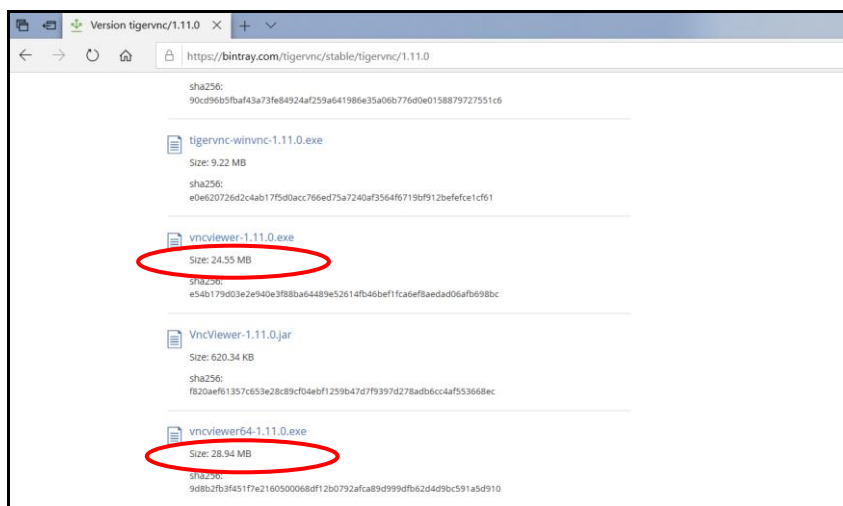 Version tigervnc/1.11.0
https://bintray.com/tigervnc/stable/tigervnc/1.11.0
sha256:
90cd96b5fbaf43a73fe84924af259a641986e35a06b776d0e0158879727551c6
tigervnc-winvnc-1.11.0.exe
Size: 9.22 MB
sha256:
e0e620726d2c4ab17f5d0acc766ed75a7240af3564f6719bf912befefce1cf61
vncviewer-1.11.0.exe
Size: 24.55 MB
sha256:
e54b179d03e2e940e3f88ba64489e52614fb46bef1fca6ef8aedad06afb698bc
VncViewer-1.11.0.jar
Size: 620.34 KB
sha256:
f820aef61357c653e28c89cf04ebf1259b47d7f9397d278adb6cc4af553668ec
vncviewer64-1.11.0.exe
Size: 28.94 MB
sha256:
9d8b2fb3f451f7e2160500068df12b0792afca89d999dfb62d4d9bc591a5d910